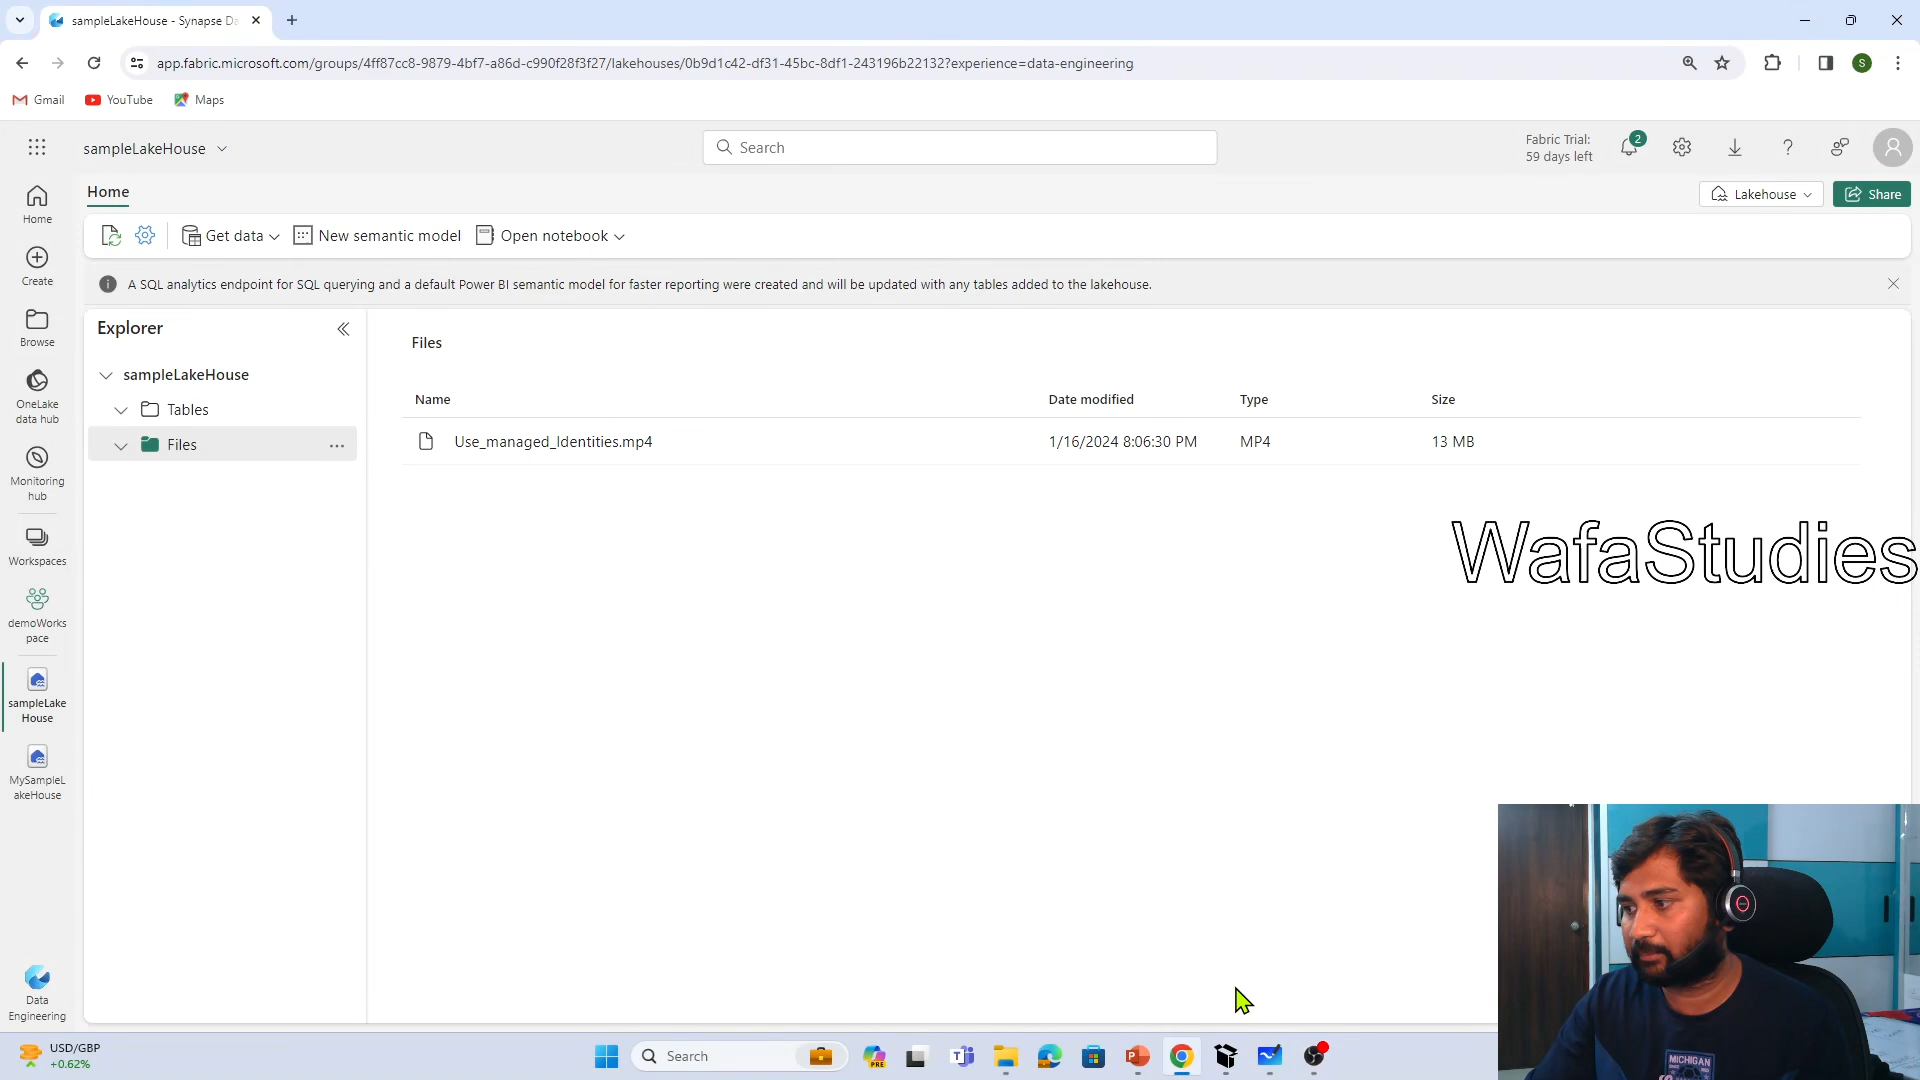 sampleLakeHouse - Synapse Da
app.fabric.microsoft.com/groups/4ff87cc8-9879-4bf7-a86d-c990f28f3f27/lakehouses/0b9d1c42-df31-45bc-8df1-243196b22132?experience=data-engineering
S
Gmail
YouTube
Maps
sampleLakeHouse
Search
Fabric Trial:
59 days left
2
Home
Lakehouse
Share
Get data
New semantic model
Open notebook
A SQL analytics endpoint for SQL querying and a default Power BI semantic model for faster reporting were created and will be updated with any tables added to the lakehouse.
Home
Create
Browse
OneLake
data hub
Monitoring
hub
Workspaces
demoWorks
pace
sampleLake
House
MySampleL
akeHouse
Data
Engineering
Explorer
sampleLakeHouse
Tables
Files
Files
Name
Date modified
Type
Size
Use_managed_Identities.mp4
1/16/2024 8:06:30 PM
MP4
13 MB
WafaStudies
MICHIGAN
USD/GBP
+0.62%
Search
PRE